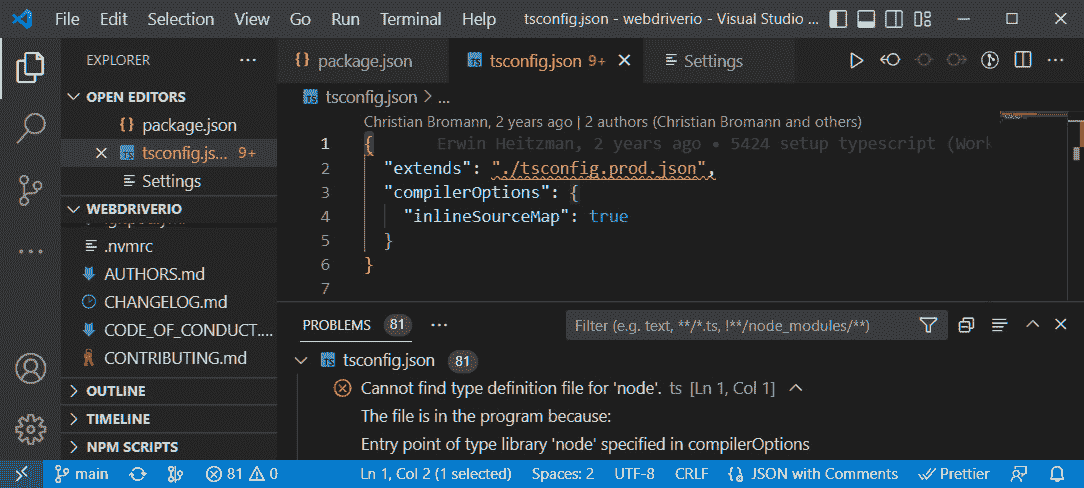 File Edit Selection View Go Run Terminal Help tsconfig.json - webdriverio - Visual Studio ...
EXPLORER
OPEN EDITORS
package.json
tsconfig.js... 9+
Settings
WEBDRIVERIO
.nvmrc
AUTHORS.md
CHANGELOG.md
CODE_OF_CONDUCT....
CONTRIBUTING.md
OUTLINE
TIMELINE
NPM SCRIPTS
package.json tsconfig.json 9+ Settings
tsconfig.json > ...
Christian Bromann, 2 years ago | 2 authors (Christian Bromann and others)
1 { Erwin Heitzman, 2 years ago • 5424 setup typescript (Work
2 "extends": "./tsconfig.prod.json",
3 "compilerOptions": {
4 "inlineSourceMap": true
5 }
6 }
7
PROBLEMS 81 Filter (e.g. text, **/*.ts, !**/node_modules/**)
tsconfig.json 81
Cannot find type definition file for 'node'. ts [Ln 1, Col 1]
The file is in the program because:
Entry point of type library 'node' specified in compilerOptions
main 81 0 Ln 1, Col 2 (1 selected) Spaces: 2 UTF-8 CRLF JSON with Comments Prettier